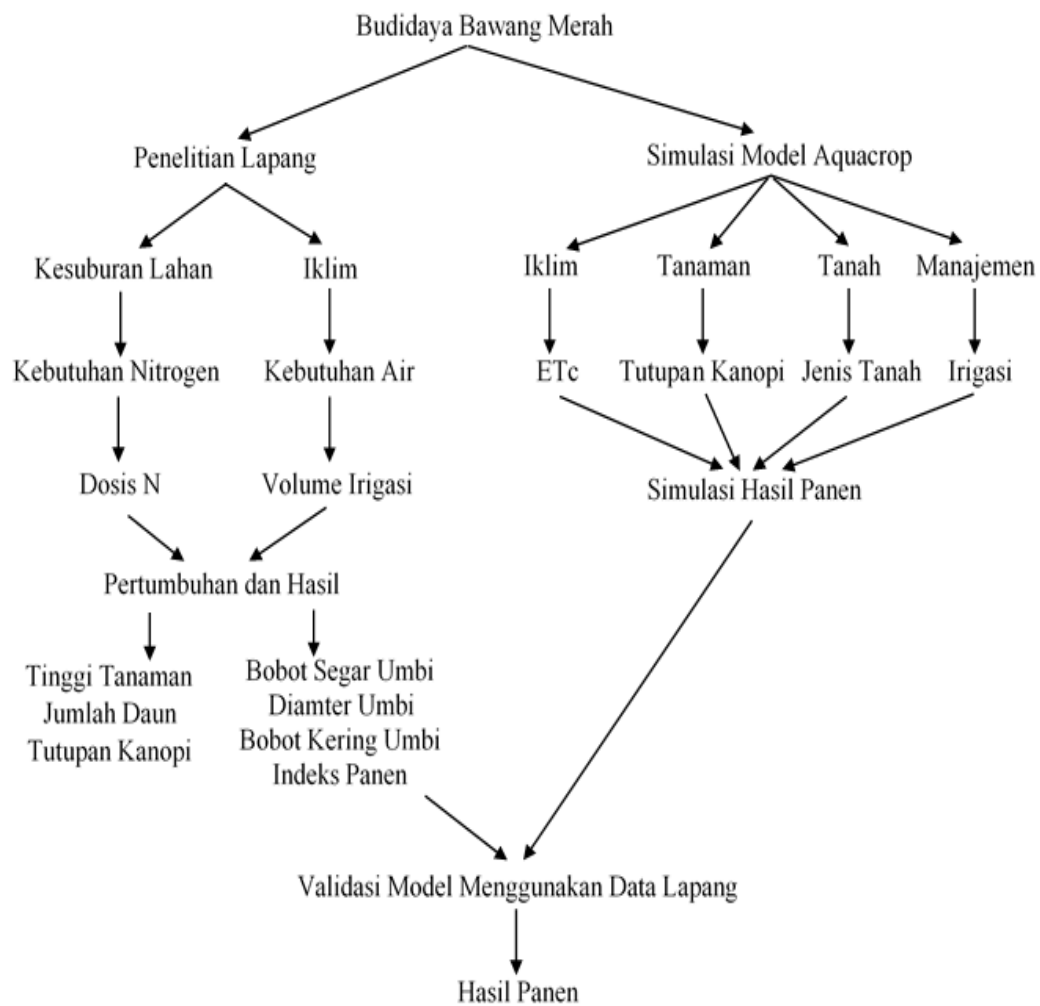 Budidaya Bawang Merah
Penelitian Lapang
Simulasi Model Aquacrop
Kesuburan Lahan
Iklim
Iklim
Tanaman
Tanah
Manajemen
Kebutuhan Nitrogen
Kebutuhan Air
ETc
Tutupan Kanopi
Jenis Tanah
Irigasi
Dosis N
Volume Irigasi
Simulasi Hasil Panen
Pertumbuhan dan Hasil
Tinggi Tanaman
Jumlah Daun
Tutupan Kanopi
Bobot Segar Umbi
Diamter Umbi
Bobot Kering Umbi
Indeks Panen
Validasi Model Menggunakan Data Lapang
Hasil Panen